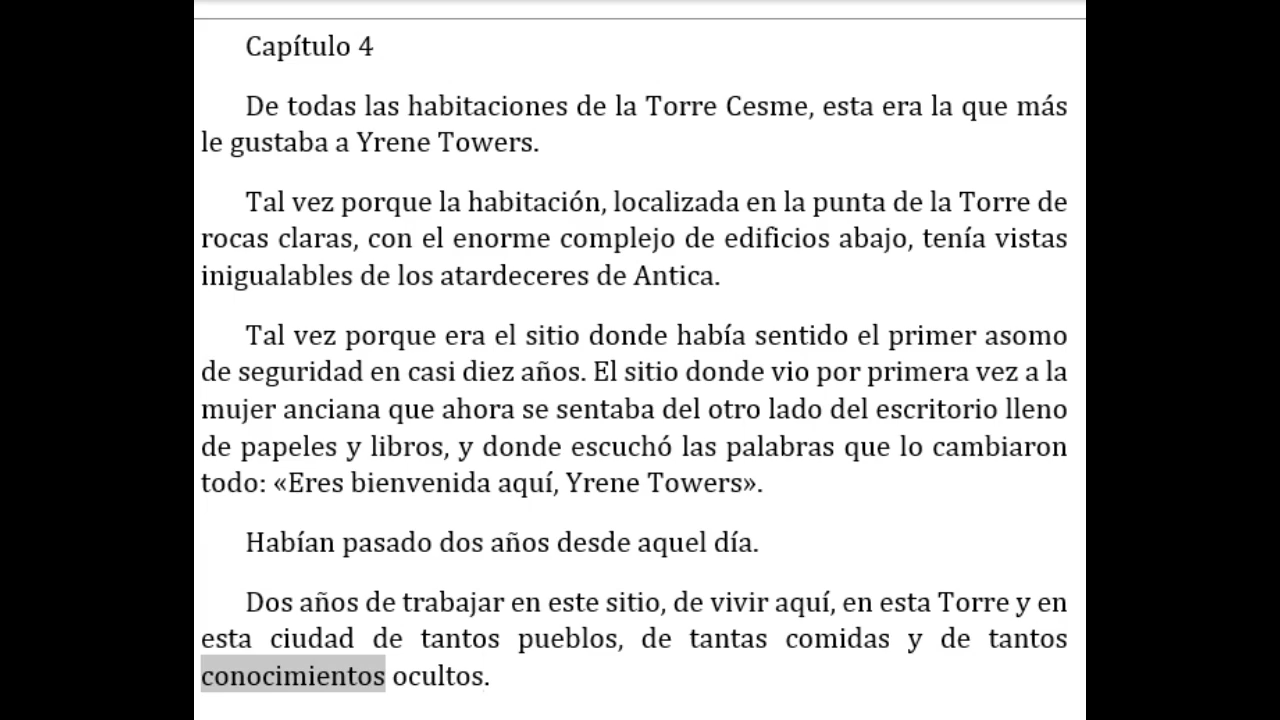 Capítulo 4
De todas las habitaciones de la Torre Cesme, esta era la que más
le gustaba a Yrene Towers.
Tal vez porque la habitación, localizada en la punta de la Torre de
rocas claras, con el enorme complejo de edificios abajo, tenía vistas
inigualables de los atardeceres de Antica.
Tal vez porque era el sitio donde había sentido el primer asomo
de seguridad en casi diez años. El sitio donde vio por primera vez a la
mujer anciana que ahora se sentaba del otro lado del escritorio lleno
de papeles y libros, y donde escuchó las palabras que lo cambiaron
todo: «Eres bienvenida aquí, Yrene Towers».
Habían pasado dos años desde aquel día.
Dos años de trabajar en este sitio, de vivir aquí, en esta Torre y en
esta ciudad de tantos pueblos, de tantas comidas y de tantos
conocimientos ocultos.